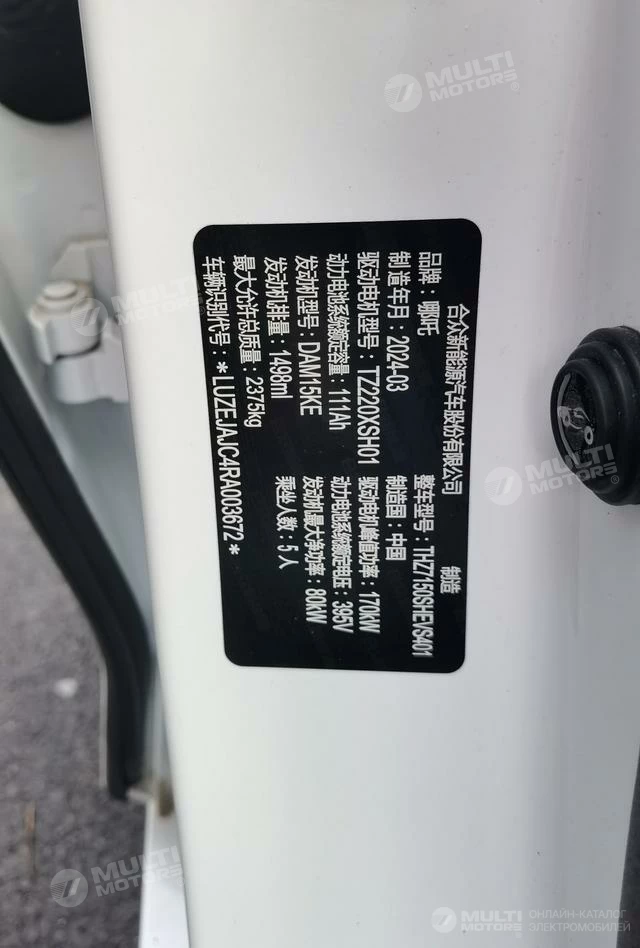 合众新能源汽车股份有限公司 制造
品牌：哪吒 整车型号：THZ7150SHEVS401
制造年月：2024-03 制造国：中国
驱动电机型号：TZ220XSH01 驱动电机峰值功率：170kW
动力电池系统额定容量：111Ah 动力电池系统额定电压：395V
发动机型号：DAM15KE 发动机最大净功率：80kW
发动机排量：1498ml 乘坐人数：5人
最大允许总质量：2375kg
车辆识别代号：*LUZEJAJC4RA003672*
MULTI
MOTORS
MULTI
MOTORS
MULTI
MOTORS
MULTI
MOTORS
MULTI
MOTORS
ОНЛАЙН-КАТАЛОГ
ЭЛЕКТРОМОБИЛЕЙ